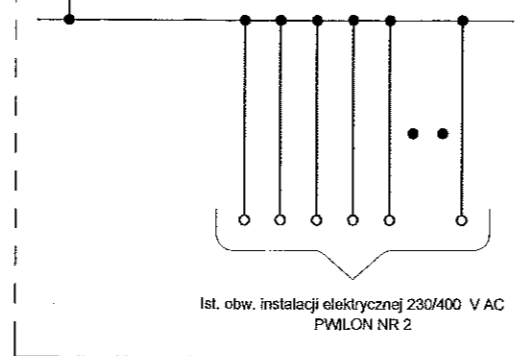 Ist. obw. instalacji elektrycznej 230/400 V AC
PWILON NR 2